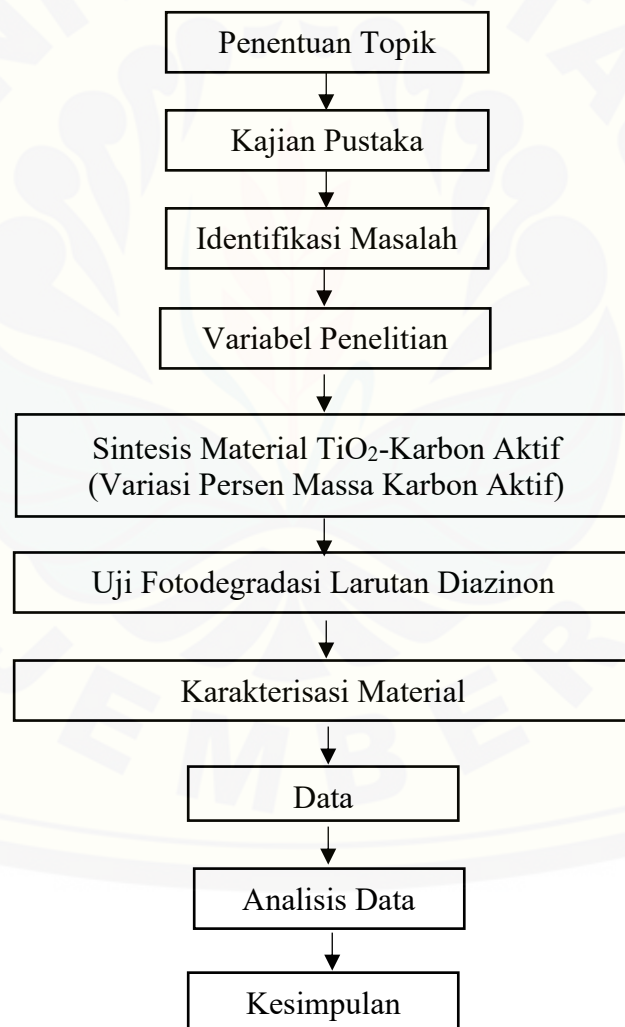 Penentuan Topik
Kajian Pustaka
Identifikasi Masalah
Variabel Penelitian
Sintesis Material TiO₂-Karbon Aktif
(Variasi Persen Massa Karbon Aktif)
Uji Fotodegradasi Larutan Diazinon
Karakterisasi Material
Data
Analisis Data
Kesimpulan